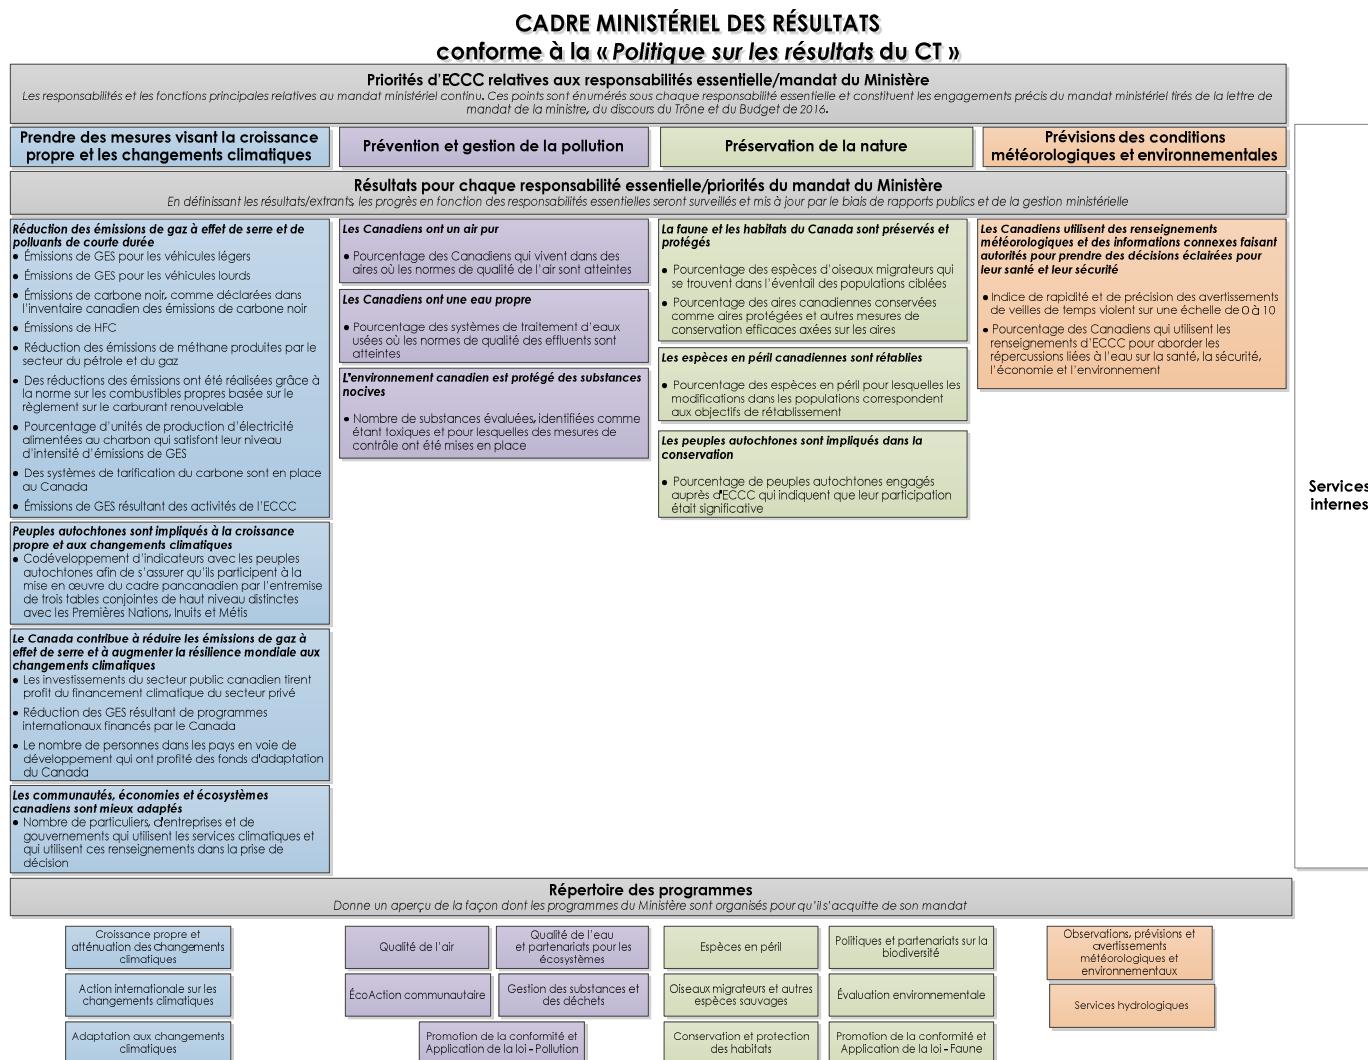 CADRE MINISTÉRIEL DES RÉSULTATS
conforme à la « Politique sur les résultats du CT »
Priorités d'ECCC relatives aux responsabilités essentielle/mandat du Ministère
Les responsabilités et les fonctions principales relatives au mandat ministériel continu. Ces points sont énumérés sous chaque responsabilité essentielle et constituent les engagements précis du mandat ministériel tirés de la lettre de
mandat de la ministre, du discours du Trône et du Budget de 2016.
Prendre des mesures visant la croissance
propre et les changements climatiques
Prévention et gestion de la pollution
Préservation de la nature
Prévisions des conditions
météorologiques et environnementales
Résultats pour chaque responsabilité essentielle/priorités du mandat du Ministère
En définissant les résultats/extrants, les progrès en fonction des responsabilités essentielles seront surveillés et mis à jour par le biais de rapports publics et de la gestion ministérielle
Réduction des émissions de gaz à effet de serre et de
polluants de courte durée
• Émissions de GES pour les véhicules légers
• Émissions de GES pour les véhicules lourds
• Émissions de carbone noir, comme déclarées dans
l'inventaire canadien des émissions de carbone noir
• Émissions de HFC
• Réduction des émissions de méthane produites par le
secteur du pétrole et du gaz
• Des réductions des émissions ont été réalisées grâce à
la norme sur les combustibles propres basée sur le
règlement sur le carburant renouvelable
• Pourcentage d'unités de production d'électricité
alimentées au charbon qui satisfont leur niveau
d'intensité d'émissions de GES
• Des systèmes de tarification du carbone sont en place
au Canada
• Émissions de GES résultant des activités de l'ECCC
Peuples autochtones sont impliqués à la croissance
propre et aux changements climatiques
• Codéveloppement d'indicateurs avec les peuples
autochtones afin de s'assurer qu'ils participent à la
mise en œuvre du cadre pancanadien par l'entremise
de trois tables conjointes de haut niveau distinctes
avec les Premières Nations, Inuits et Métis
Le Canada contribue à réduire les émissions de gaz à
effet de serre et à augmenter la résilience mondiale aux
changements climatiques
• Les investissements du secteur public canadien tirent
profit du financement climatique du secteur privé
• Réduction des GES résultant de programmes
internationaux financés par le Canada
• Le nombre de personnes dans les pays en voie de
développement qui ont profité des fonds d'adaptation
du Canada
Les communautés, économies et écosystèmes
canadiens sont mieux adaptés
• Nombre de particuliers, d'entreprises et de
gouvernements qui utilisent les services climatiques et
qui utilisent ces renseignements dans la prise de
décision
Les Canadiens ont un air pur
• Pourcentage des Canadiens qui vivent dans des
aires où les normes de qualité de l'air sont atteintes
Les Canadiens ont une eau propre
• Pourcentage des systèmes de traitement d'eaux
usées où les normes de qualité des effluents sont
atteintes
L'environnement canadien est protégé des substances
nocives
• Nombre de substances évaluées, identifiées comme
étant toxiques et pour lesquelles des mesures de
contrôle ont été mises en place
La faune et les habitats du Canada sont préservés et
protégés
• Pourcentage des espèces d'oiseaux migrateurs qui
se trouvent dans l'éventail des populations ciblées
• Pourcentage des aires canadiennes conservées
comme aires protégées et autres mesures de
conservation efficaces axées sur les aires
Les espèces en péril canadiennes sont rétablies
• Pourcentage des espèces en péril pour lesquelles les
modifications dans les populations correspondent
aux objectifs de rétablissement
Les peuples autochtones sont impliqués dans la
conservation
• Pourcentage de peuples autochtones engagés
auprès d'ECCC qui indiquent que leur participation
était significative
Les Canadiens utilisent des renseignements
météorologiques et des informations connexes faisant
autorités pour prendre des décisions éclairées pour
leur santé et leur sécurité
• Indice de rapidité et de précision des avertissements
de veilles de temps violent sur une échelle de 0 à 10
• Pourcentage des Canadiens qui utilisent les
renseignements d'ECCC pour aborder les
répercussions liées à l'eau sur la santé, la sécurité,
l'économie et l'environnement
Services
internes
Répertoire des programmes
Donne un aperçu de la façon dont les programmes du Ministère sont organisés pour qu'il s'acquitte de son mandat
Croissance propre et
atténuation des changements
climatiques
Action internationale sur les
changements climatiques
Adaptation aux changements
climatiques
Qualité de l'air
Qualité de l'eau
et partenariats pour les
écosystèmes
ÉcoAction communautaire
Gestion des substances et
des déchets
Promotion de la conformité et
Application de la loi - Pollution
Espèces en péril
Politiques et partenariats sur la
biodiversité
Oiseaux migrateurs et autres
espèces sauvages
Évaluation environnementale
Conservation et protection
des habitats
Promotion de la conformité et
Application de la loi - Faune
Observations, prévisions et
avertissements
météorologiques et
environnementaux
Services hydrologiques